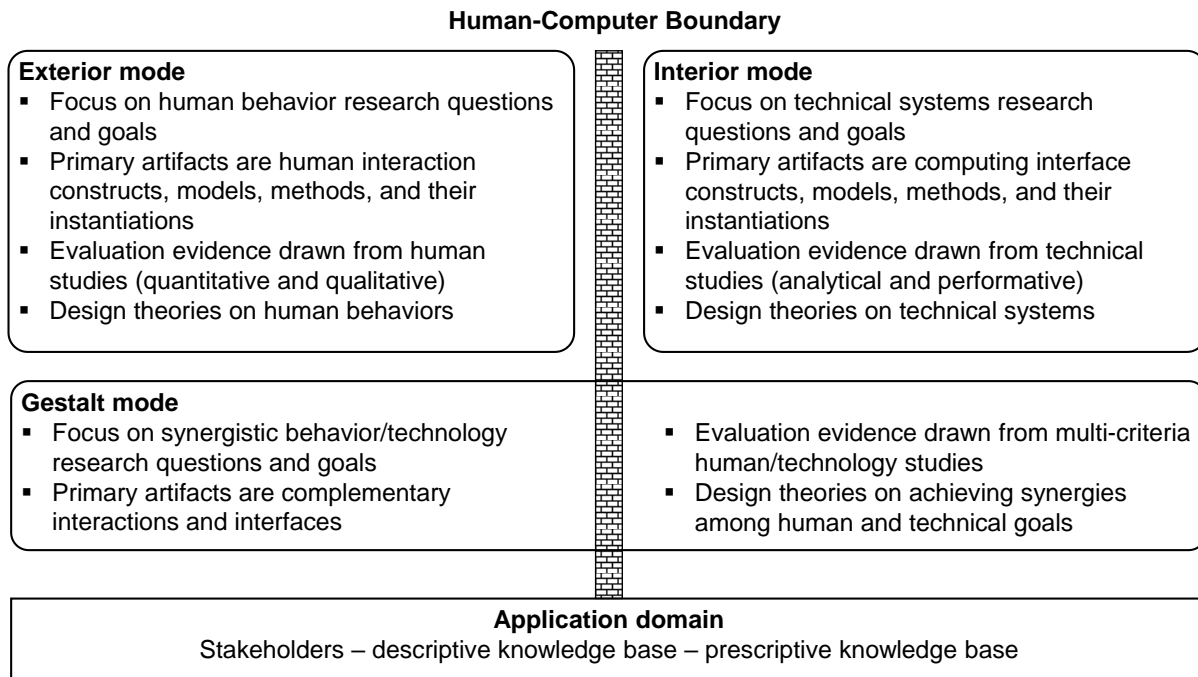 Human-Computer Boundary
Exterior mode
▪ Focus on human behavior research questions
and goals
▪ Primary artifacts are human interaction
constructs, models, methods, and their
instantiations
▪ Evaluation evidence drawn from human
studies (quantitative and qualitative)
▪ Design theories on human behaviors
Interior mode
▪ Focus on technical systems research
questions and goals
▪ Primary artifacts are computing interface
constructs, models, methods, and their
instantiations
▪ Evaluation evidence drawn from technical
studies (analytical and performative)
▪ Design theories on technical systems
Gestalt mode
▪ Focus on synergistic behavior/technology
research questions and goals
▪ Primary artifacts are complementary
interactions and interfaces
▪ Evaluation evidence drawn from multi-criteria
human/technology studies
▪ Design theories on achieving synergies
among human and technical goals
Application domain
Stakeholders – descriptive knowledge base – prescriptive knowledge base